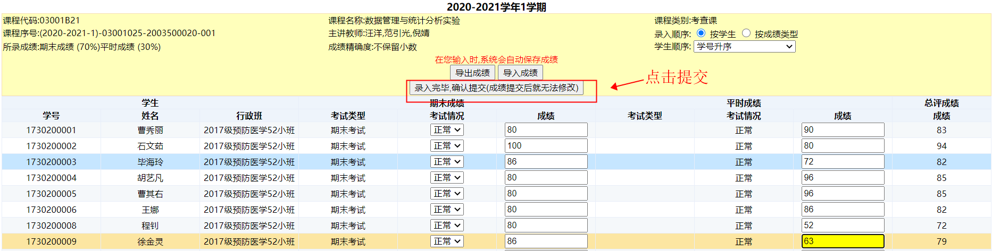 2020-2021学年1学期
课程代码:03001B21 课程名称:数据管理与统计分析实验 课程类别:考查课
课程序号:(2020-2021-1)-03001025-2003500020-001 主讲教师:汪洋,范引光,倪婧 录入顺序: 按学生 按成绩类型
所录成绩:期末成绩 (70%)平时成绩 (30%) 成绩精确度:不保留小数 学生顺序: 学号升序
在您输入时,系统会自动保存成绩
导出成绩 导入成绩
点击提交
录入完毕,确认提交(成绩提交后就无法修改)
学生 期末成绩 平时成绩 总评成绩
学号 姓名 行政班 考试类型 考试情况 成绩 考试类型 考试情况 成绩 成绩
1730200001 曹秀丽 2017级预防医学52小班 期末考试 正常 80 正常 90 83
1730200002 石文茹 2017级预防医学52小班 期末考试 正常 100 正常 80 94
1730200003 毕海玲 2017级预防医学52小班 期末考试 正常 86 正常 72 82
1730200004 胡艺凡 2017级预防医学52小班 期末考试 正常 80 正常 96 85
1730200005 曹其右 2017级预防医学52小班 期末考试 正常 80 正常 96 85
1730200006 王娜 2017级预防医学52小班 期末考试 正常 80 正常 86 82
1730200008 程钊 2017级预防医学52小班 期末考试 正常 80 正常 52 72
1730200009 徐金灵 2017级预防医学52小班 期末考试 正常 86 正常 63 79